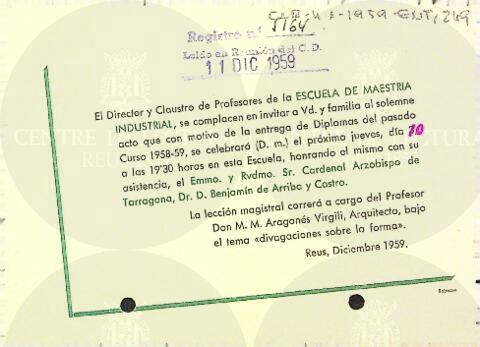 Registro nº 1164
Leído en Reunión del C. D.
11 DIC 1959
El Director y Claustro de Profesores de la ESCUELA DE MAESTRIA
INDUSTRIAL, se complacen en invitar a Vd. y familia al solemne
acto que con motivo de la entrega de Diplomas del pasado
Curso 1958-59, se celebrará (D. m.) el próximo jueves, día 10
a las 19'30 horas en esta Escuela, honrando al mismo con su
asistencia, el Emmo. y Rvdmo. Sr. Cardenal Arzobispo de
Tarragona, Dr. D. Benjamín de Arriba y Castro.
La lección magistral correrá a cargo del Profesor
Don M. M. Aragonés Virgili, Arquitecto, bajo
el tema «divagaciones sobre la forma».
Reus, Diciembre 1959.